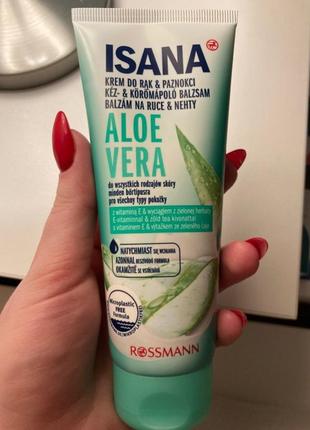 ISANA
KREM DO RĄK & PAZNOKCI
KÉZ- & KÖRÖMÁPOLÓ BALZSAM
BALZÁM NA RUCE & NEHTY
ALOE
VERA
do wszystkich rodzajów skóry
minden bőrtípusra
pro všechny typy pokožky
z witaminą E & wyciągiem z zielonej herbaty
E-vitaminnal & zöld tea kivonattal
s vitaminem E & výtažkem ze zeleného čaje
NATYCHMIAST SIĘ WCHŁANIA
AZONNAL BESZÍVÓDÓ FORMULA
OKAMŽITĚ SE VSTŘEBÁVÁ
Microplastic
FREE
Formula
ROSSMANN